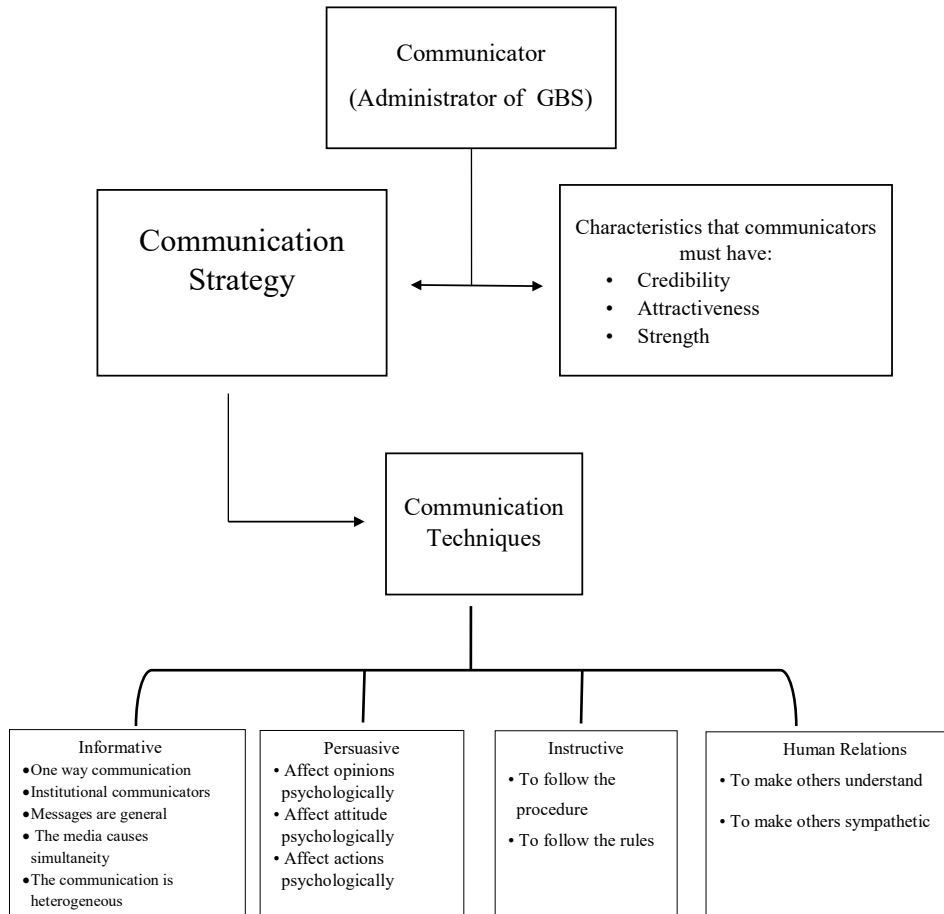 Communicator
(Administrator of GBS)
Communication
Strategy
Characteristics that communicators
must have:
• Credibility
• Attractiveness
• Strength
Communication
Techniques
Informative
•One way communication
•Institutional communicators
•Messages are general
• The media causes
simultaneity
•The communication is
heterogeneous
Persuasive
• Affect opinions
psychologically
• Affect attitude
psychologically
• Affect actions
psychologically
Instructive
• To follow the
procedure
• To follow the rules
Human Relations
• To make others understand
• To make others sympathetic